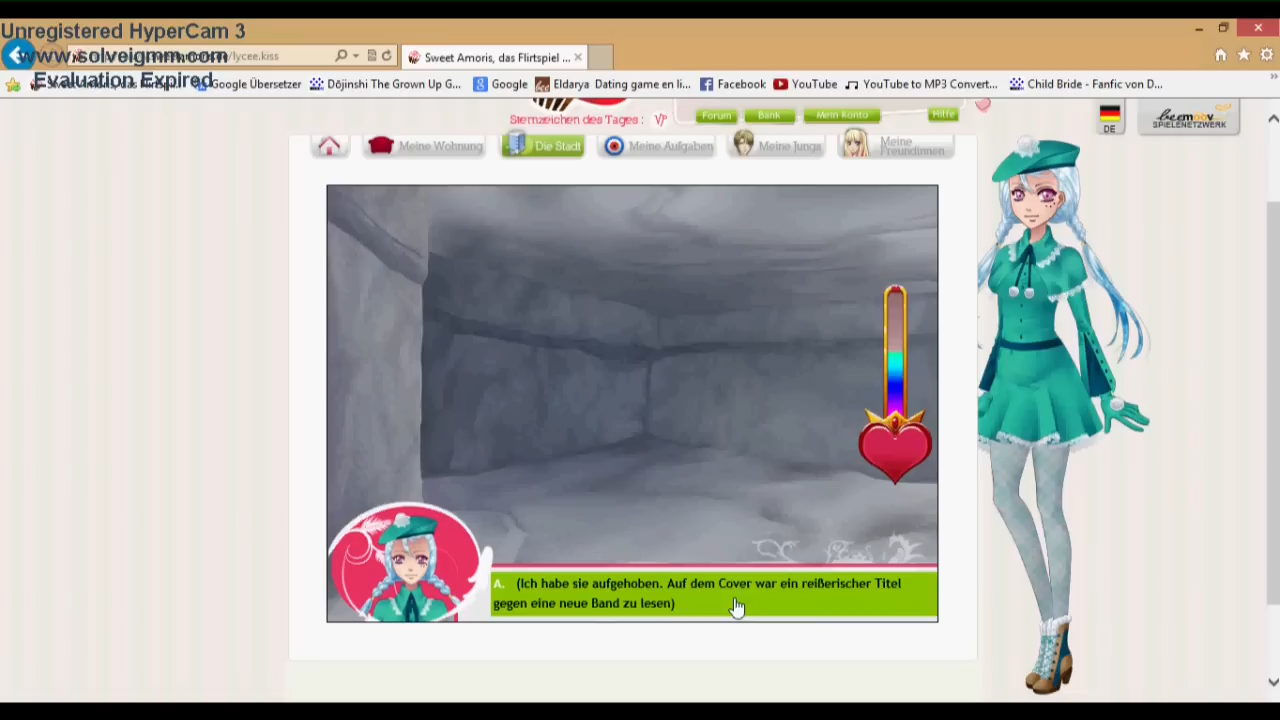 Unregistered HyperCam 3
www.solveigmm.com
/lycee.kiss
Evaluation Expired
Sweet Amoris, das Flirtspiel ...
Google Übersetzer
Dōjinshi The Grown Up G...
Google
Eldarya
Dating game en li...
Facebook
YouTube
YouTube to MP3 Convert...
Child Bride - Fanfic von D...
Sternzeichen des Tages :
Forum
Bank
Mein Konto
Hilfe
DE
beemoov
SPIELENETZWERK
Meine Wohnung
Die Stadt
Meine Aufgaben
Meine Jungs
Meine
Freundinnen
A. (Ich habe sie aufgehoben. Auf dem Cover war ein reißerischer Titel
gegen eine neue Band zu lesen)